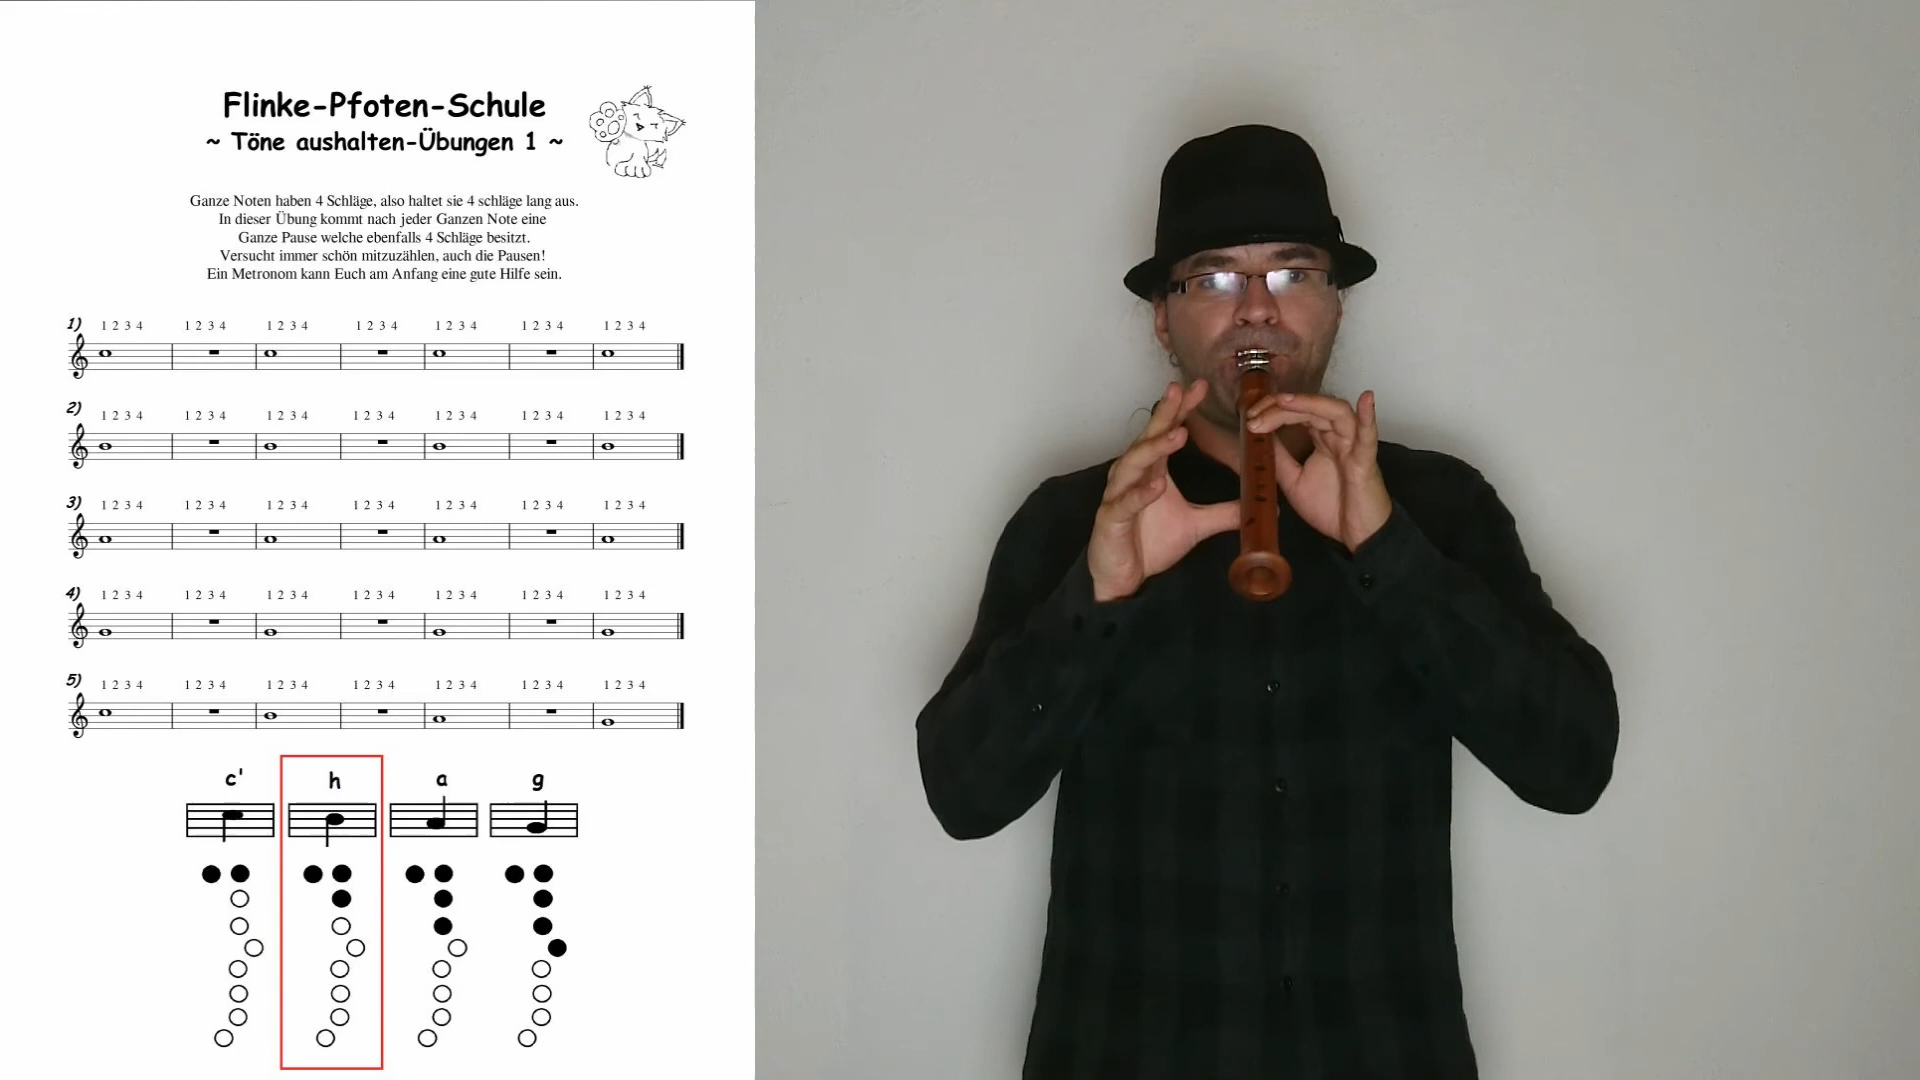 Flinke-Pfoten-Schule
~ Töne aushalten-Übungen 1 ~
Ganze Noten haben 4 Schläge, also haltet sie 4 schläge lang aus.
In dieser Übung kommt nach jeder Ganzen Note eine
Ganze Pause welche ebenfalls 4 Schläge besitzt.
Versucht immer schön mitzuzählen, auch die Pausen!
Ein Metronom kann Euch am Anfang eine gute Hilfe sein.
1) 1 2 3 4 1 2 3 4 1 2 3 4 1 2 3 4 1 2 3 4 1 2 3 4 1 2 3 4
2) 1 2 3 4 1 2 3 4 1 2 3 4 1 2 3 4 1 2 3 4 1 2 3 4 1 2 3 4
3) 1 2 3 4 1 2 3 4 1 2 3 4 1 2 3 4 1 2 3 4 1 2 3 4 1 2 3 4
4) 1 2 3 4 1 2 3 4 1 2 3 4 1 2 3 4 1 2 3 4 1 2 3 4 1 2 3 4
5) 1 2 3 4 1 2 3 4 1 2 3 4 1 2 3 4 1 2 3 4 1 2 3 4 1 2 3 4
c' h a g